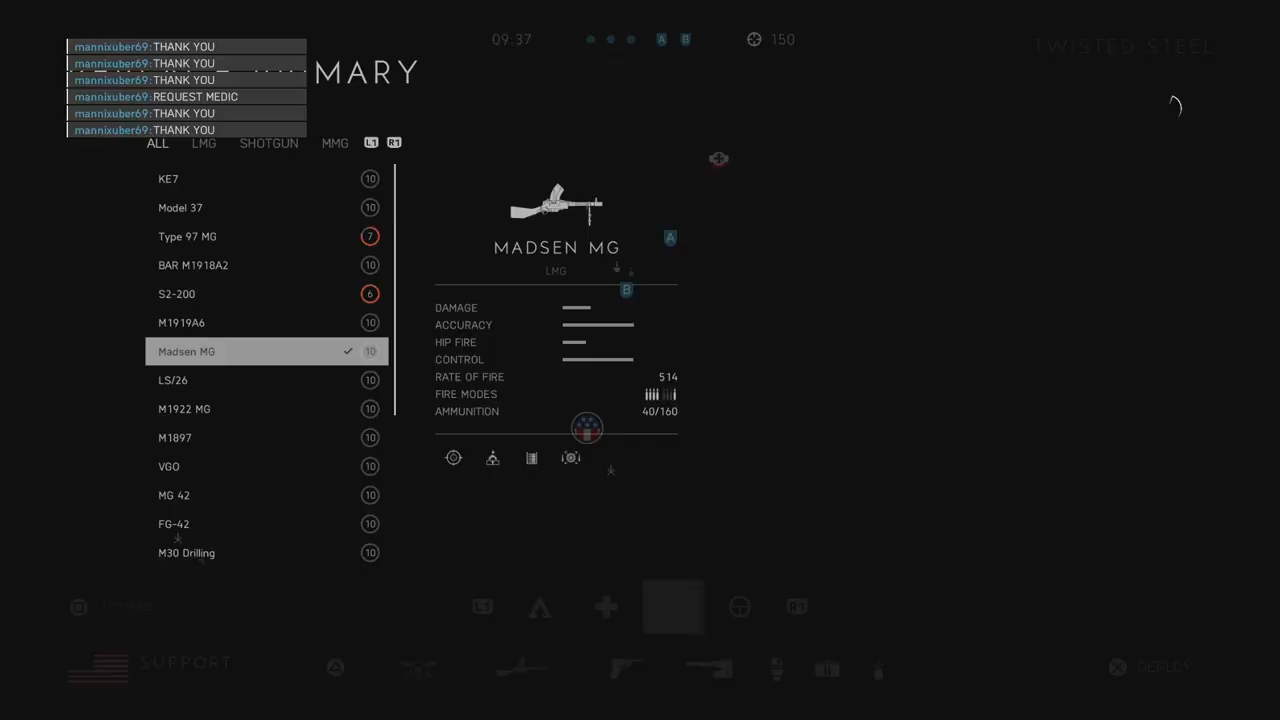 mannixuber69:THANK YOU
mannixuber69:THANK YOU
mannixuber69:THANK YOU
mannixuber69:REQUEST MEDIC
mannixuber69:THANK YOU
mannixuber69:THANK YOU
09:37
A B
150
TWISTED STEEL
MARY
ALL LMG SHOTGUN MMG L1 R1
KE7 10
Model 37 10
Type 97 MG 7
BAR M1918A2 10
S2-200 6
M1919A6 10
Madsen MG 10
LS/26 10
M1922 MG 10
M1897 10
VGO 10
MG 42 10
FG-42 10
M30 Drilling 10
A
MADSEN MG
LMG
B
DAMAGE
ACCURACY
HIP FIRE
CONTROL
RATE OF FIRE 514
FIRE MODES
AMMUNITION 40/160
L1 R1
SUPPORT
DEPLOY